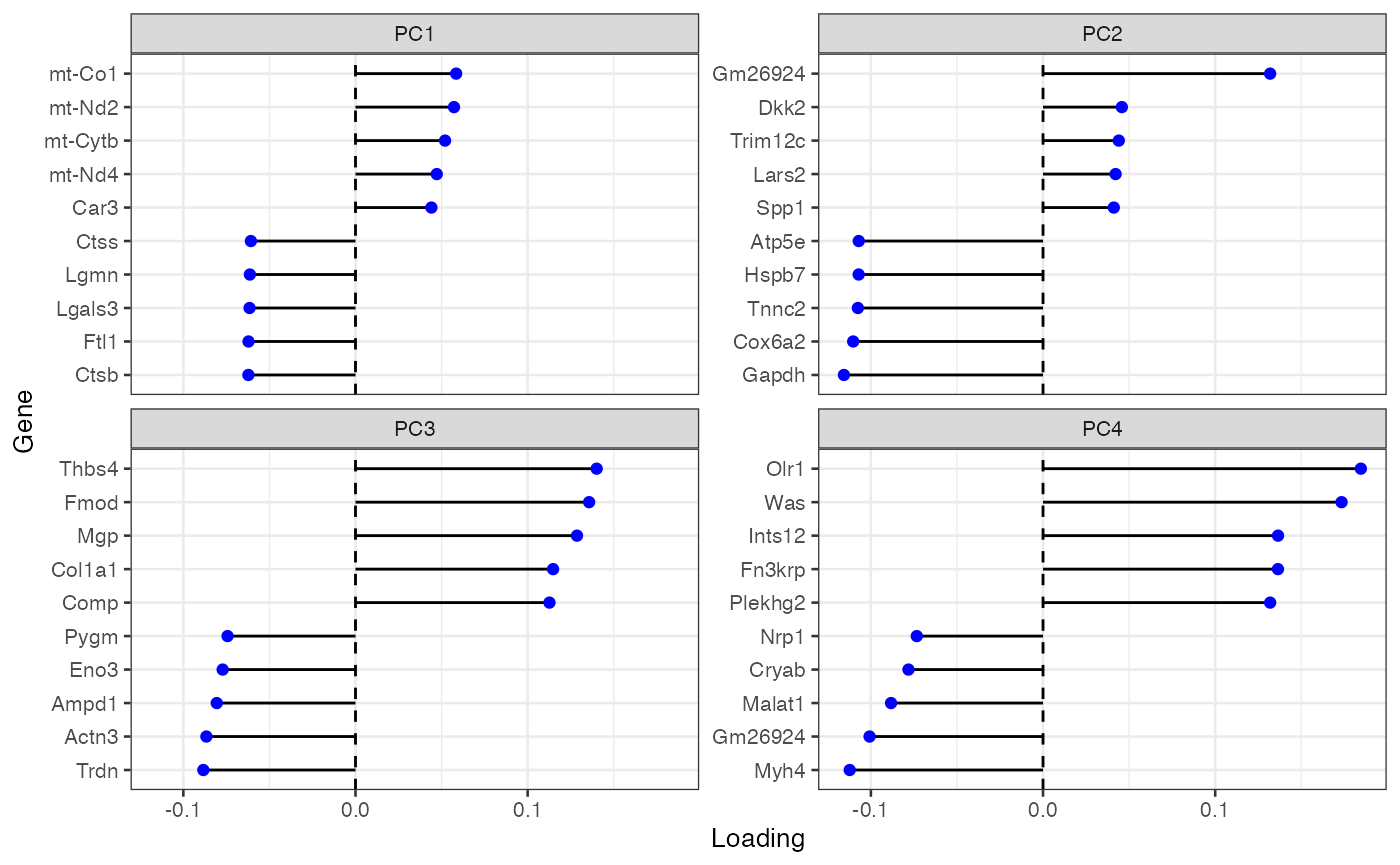 PC1
mt-Co1
mt-Nd2
mt-Cytb
mt-Nd4
Car3
Ctss
Lgmn
Lgals3
Ftl1
Ctsb
PC2
Gm26924
Dkk2
Trim12c
Lars2
Spp1
Atp5e
Hspb7
Tnnc2
Cox6a2
Gapdh
Gene
PC3
Thbs4
Fmod
Mgp
Col1a1
Comp
Pygm
Eno3
Ampd1
Actn3
Trdn
-0.1 0.0 0.1
PC4
Olr1
Was
Ints12
Fn3krp
Plekhg2
Nrp1
Cryab
Malat1
Gm26924
Myh4
-0.1 0.0 0.1
Loading